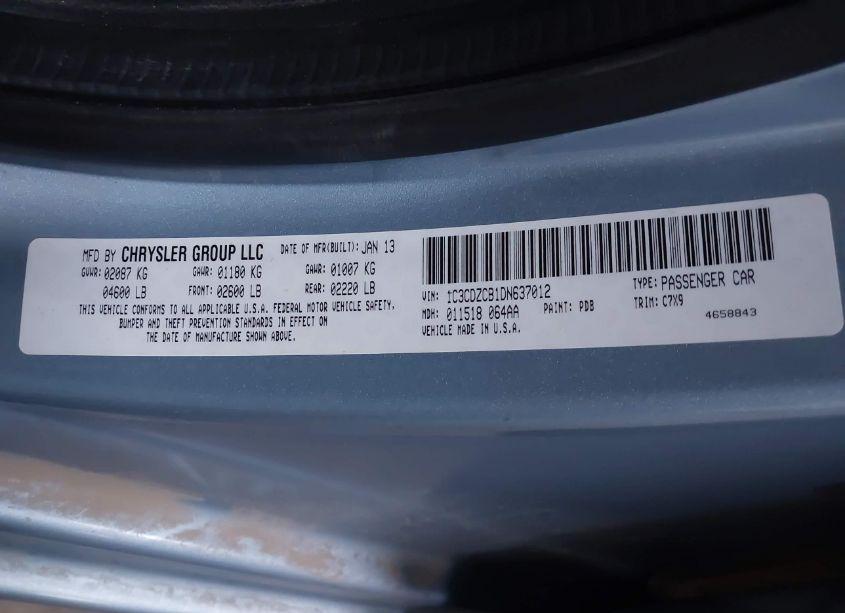 MFD BY CHRYSLER GROUP LLC DATE OF MFR(BUILT): JAN 13
GVWR: 02087 KG GAWR: 01180 KG GAWR: 01007 KG
04600 LB FRONT: 02600 LB REAR: 02220 LB
THIS VEHICLE CONFORMS TO ALL APPLICABLE U.S.A. FEDERAL MOTOR VEHICLE SAFETY,
BUMPER AND THEFT PREVENTION STANDARDS IN EFFECT ON
THE DATE OF MANUFACTURE SHOWN ABOVE.
VIN: 1C3CDZCB1DN637012 TYPE: PASSENGER CAR
MDH: 011518 064AA PAINT: PDB TRIM: C7X9
VEHICLE MADE IN U.S.A. 4658843